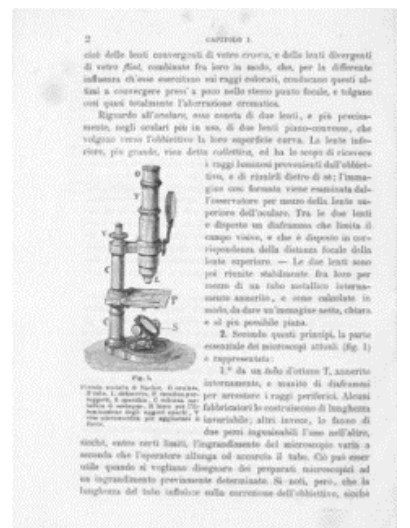 2 CAPITOLO I.
cioè delle lenti convergenti di vetro crown, e delle lenti divergenti
di vetro flint, combinate fra loro in modo, che, per la differente
influenza ch'esse esercitano sui raggi colorati, conducano questi ul-
timi a convergere press' a poco nello stesso punto focale, e tolgano
così quasi totalmente l'aberrazione cromatica.
Riguardo all'oculare, esso consta di due lenti, e più precisa-
mente, negli oculari più in uso, di due lenti piano-convesse, che
volgano verso l'obbiettivo la loro superficie curva. La lente infe-
riore, più grande, vien detta collettiva, ed ha lo scopo di ricevere
i raggi luminosi provenienti dall'obbiet-
tivo, e di riunirli dietro di sè; l'imma-
gine così formata viene esaminata dal-
l'osservatore per mezzo della lente su-
periore dell'oculare. Tra le due lenti
è disposto un diaframma che limita il
campo visivo, e che è disposto in cor-
rispondenza della distanza focale della
lente superiore. — Le due lenti sono
poi riunite stabilmente fra loro per
mezzo di un tubo metallico interna-
mente annerito, e sono calcolate in
modo, da dare un'immagine netta, chiara
e al più possibile piana.
2. Secondo questi principi, la parte
essenziale dei microscopi attuali (fig. 1)
è rappresentata:
1.° da un tubo d'ottone T, annerito
internamente, e munito di diaframmi
per arrestare i raggi periferici. Alcuni
fabbricatori lo costruiscono di lunghezza
invariabile; altri invece, lo fanno di
due pezzi inguainabili l'uno nell'altro,
sicchè, entro certi limiti, l'ingrandimento del microscopio varia a
seconda che l'operatore allunga od accorcia il tubo. Ciò può esser
utile quando si vogliano disegnare dei preparati microscopici ad
un ingrandimento previamente determinato. Si noti, però, che la
lunghezza del tubo influisce sulla correzione dell'obbiettivo, sicchè
O
T
V
C
L
P
C
S
Fig. 1.